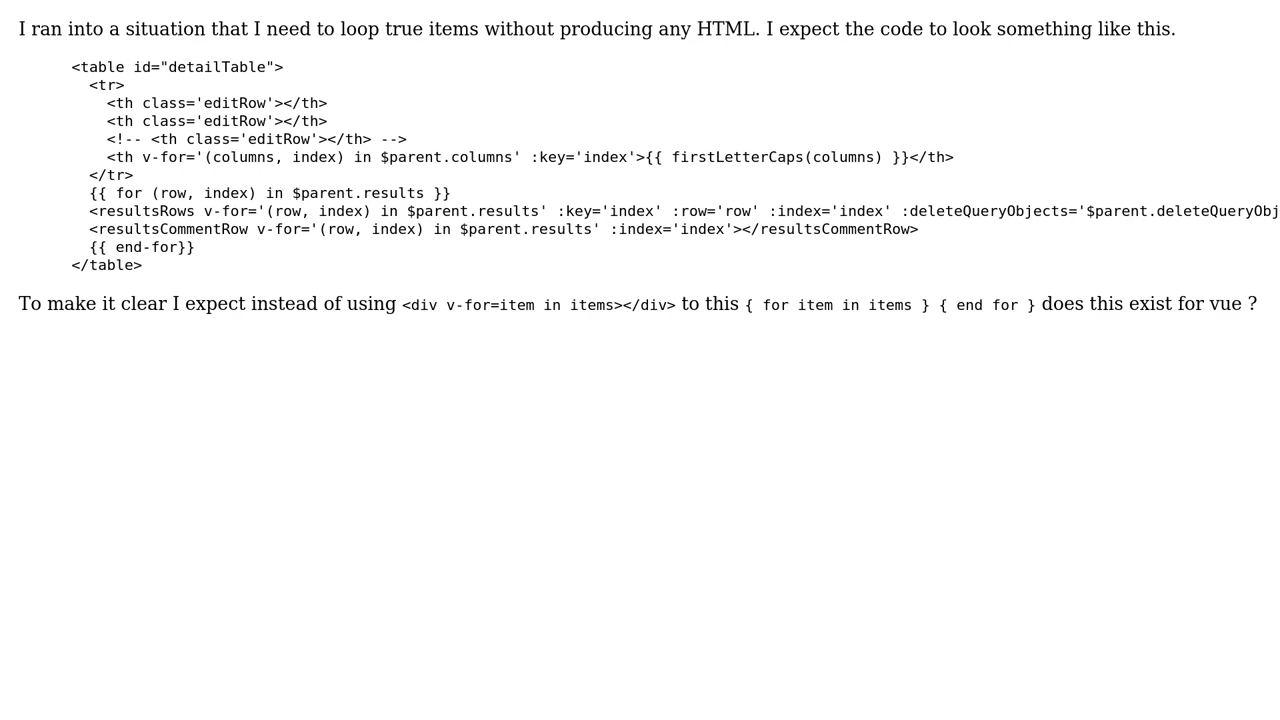 I ran into a situation that I need to loop true items without producing any HTML. I expect the code to look something like this.
<table id="detailTable">
<tr>
<th class='editRow'></th>
<th class='editRow'></th>
<!-- <th class='editRow'></th> -->
<th v-for='(columns, index) in $parent.columns' :key='index'>{{ firstLetterCaps(columns) }}</th>
</tr>
{{ for (row, index) in $parent.results }}
<resultsRows v-for='(row, index) in $parent.results' :key='index' :row='row' :index='index' :deleteQueryObjects='$parent.deleteQueryObj
<resultsCommentRow v-for='(row, index) in $parent.results' :index='index'></resultsCommentRow>
{{ end-for}}
</table>
To make it clear I expect instead of using <div v-for=item in items></div> to this { for item in items } { end for } does this exist for vue ?